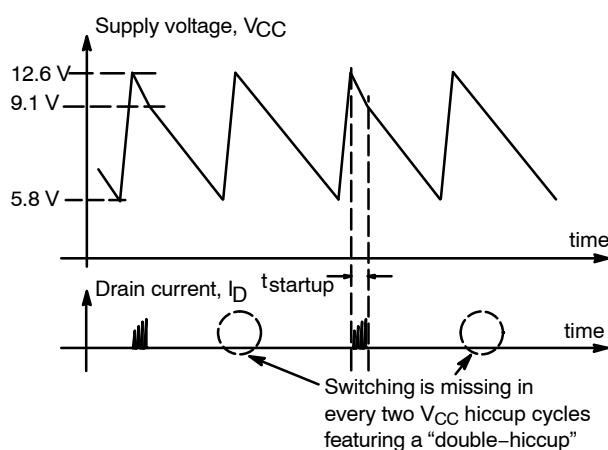 Supply voltage, VCC
12.6 V
9.1 V
5.8 V
time
tstartup
Drain current, ID
time
Switching is missing in
every two VCC hiccup cycles
featuring a “double−hiccup”